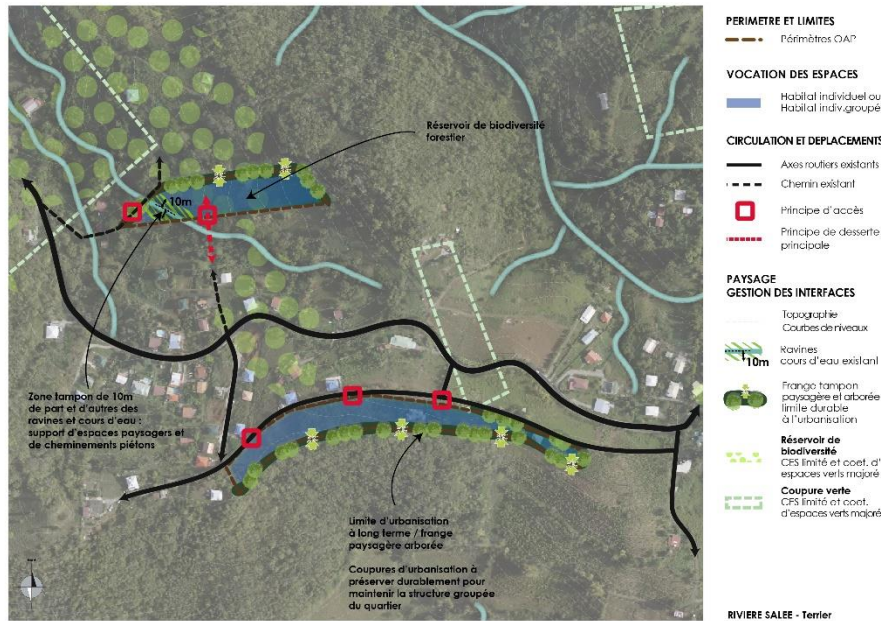 Réservoir de biodiversité
forestier
10m
Zone tampon de 10m
de part et d'autres des
ravines et cours d'eau :
support d'espaces paysagers et
de cheminements piétons
Limite d'urbanisation
à long terme / frange
paysagère arborée
Coupures d'urbanisation à
préserver durablement pour
maintenir la structure groupée
du quartier
PERIMETRE ET LIMITES
Périmètres OAP
VOCATION DES ESPACES
Habitat individuel ou
Habitat indiv.groupé
CIRCULATION ET DEPLACEMENTS
Axes routiers existants
Chemin existant
Principe d'accès
Principe de desserte
principale
PAYSAGE
GESTION DES INTERFACES
Topographie
Courbes de niveaux
Ravines
cours d'eau existant
10m
Frange tampon
paysagère et arborée
limite durable
à l'urbanisation
Réservoir de
biodiversité
CES limité et coef. d'
espaces verts majoré
Coupure verte
CES limité et coef.
d'espaces verts majoré
RIVIERE SALEE - Terrier